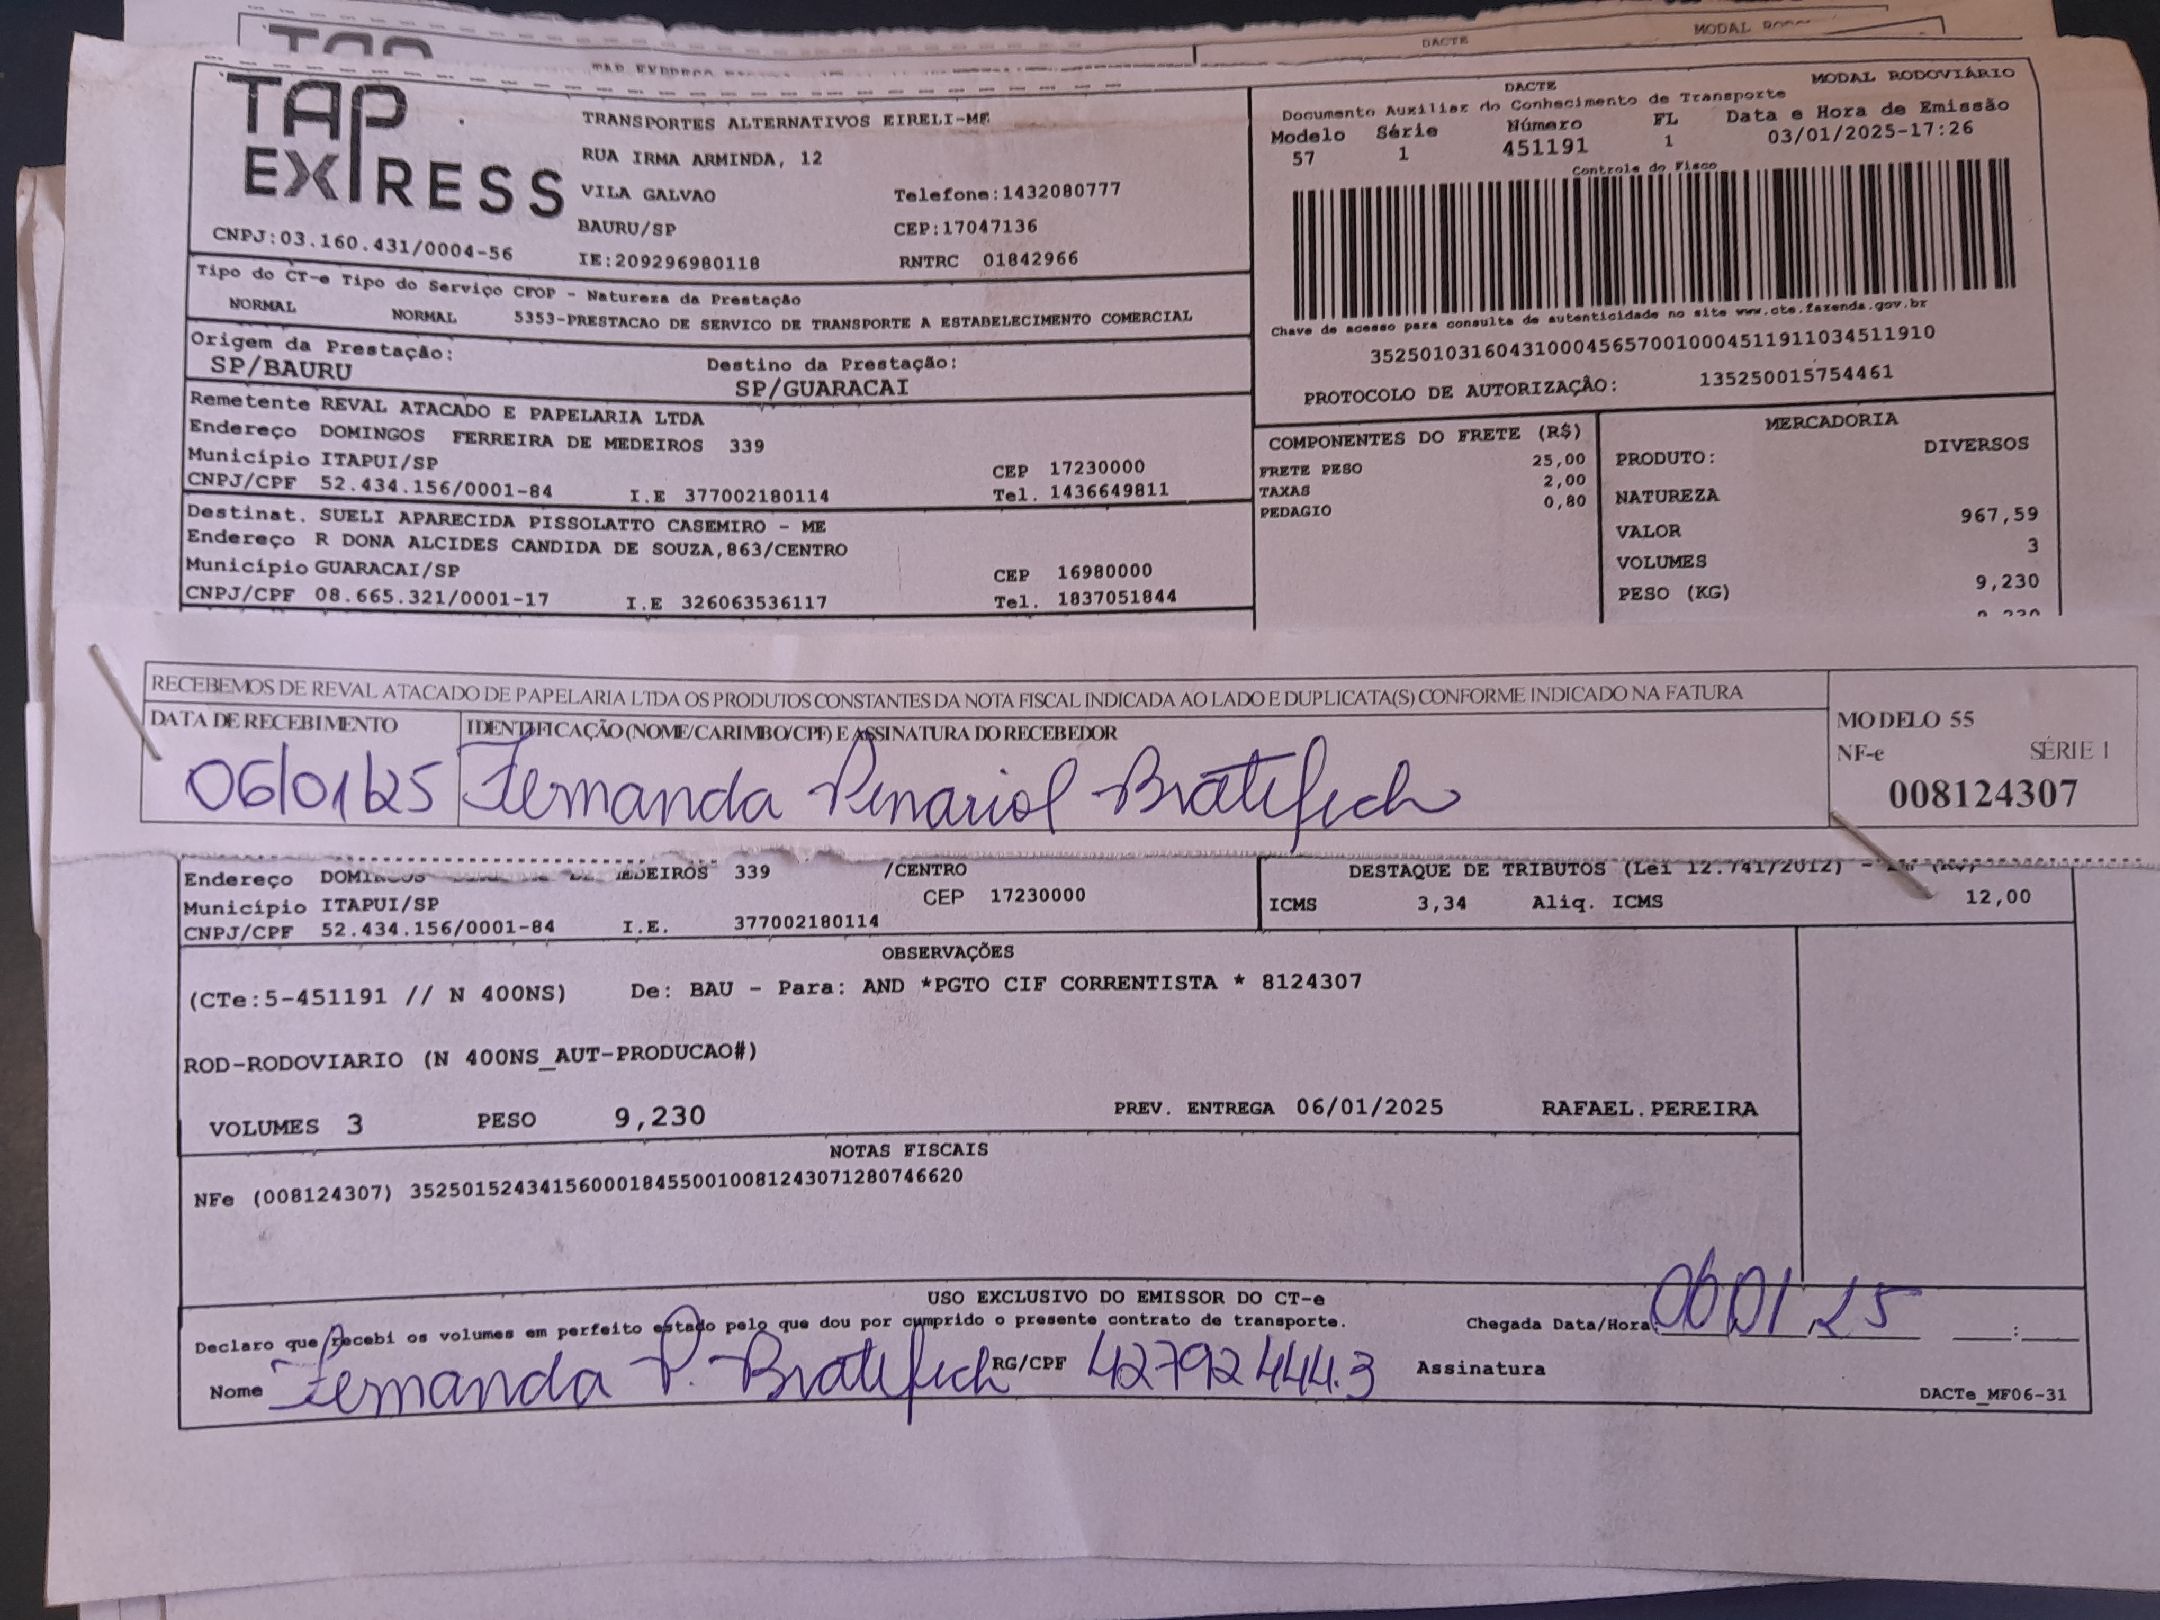 DACTE
MODAL
TAP EXPRESS
TRANSPORTES ALTERNATIVOS EIRELI-ME
RUA IRMA ARMINDA, 12
VILA GALVAO Telefone:1432080777
BAURU/SP CEP:17047136
CNPJ:03.160.431/0004-56 IE:209296980118 RNTRC 01842966
DACTE MODAL RODOVIÁRIO
Documento Auxiliar do Conhecimento de Transporte
Modelo Série Número FL Data e Hora de Emissão
57 1 451191 1 03/01/2025-17:26
Controle do Fisco
Chave de acesso para consulta de autenticidade no site www.cte.fazenda.gov.br
35250103160431000456570010004511911034511910
PROTOCOLO DE AUTORIZAÇÃO: 135250015754461
Tipo do CT-e Tipo do Serviço CFOP - Natureza da Prestação
NORMAL NORMAL 5353-PRESTACAO DE SERVICO DE TRANSPORTE A ESTABELECIMENTO COMERCIAL
Origem da Prestação: Destino da Prestação:
SP/BAURU SP/GUARACAI
Remetente REVAL ATACADO E PAPELARIA LTDA
Endereço DOMINGOS FERREIRA DE MEDEIROS 339
Município ITAPUI/SP CEP 17230000
CNPJ/CPF 52.434.156/0001-84 I.E 377002180114 Tel. 1436649811
Destinat. SUELI APARECIDA PISSOLATTO CASEMIRO - ME
Endereço R DONA ALCIDES CANDIDA DE SOUZA,863/CENTRO
Município GUARACAI/SP CEP 16980000
CNPJ/CPF 08.665.321/0001-17 I.E 326063536117 Tel. 1837051844
COMPONENTES DO FRETE (R$)
FRETE PESO 25,00
TAXAS 2,00
PEDAGIO 0,80
MERCADORIA
PRODUTO: DIVERSOS
NATUREZA
VALOR 967,59
VOLUMES 3
PESO (KG) 9,230
RECEBEMOS DE REVAL ATACADO DE PAPELARIA LTDA OS PRODUTOS CONSTANTES DA NOTA FISCAL INDICADA AO LADO E DUPLICATA(S) CONFORME INDICADO NA FATURA
DATA DE RECEBIMENTO IDENTIFICAÇÃO (NOME/CARIMBO/CPF) E ASSINATURA DO RECEBEDOR
06/01/25 Fernanda Penariol Bratifich
MODELO 55
NF-e SÉRIE 1
008124307
Endereço DOMINGOS DE MEDEIROS 339 /CENTRO
Município ITAPUI/SP CEP 17230000
CNPJ/CPF 52.434.156/0001-84 I.E. 377002180114
DESTAQUE DE TRIBUTOS (Lei 12.741/2012) -
ICMS 3,34 Aliq. ICMS 12,00
OBSERVAÇÕES
(CTe:5-451191 // N 400NS) De: BAU - Para: AND *PGTO CIF CORRENTISTA * 8124307
ROD-RODOVIARIO (N 400NS_AUT-PRODUCAO#)
VOLUMES 3 PESO 9,230 PREV. ENTREGA 06/01/2025 RAFAEL.PEREIRA
NOTAS FISCAIS
NFe (008124307) 35250152434156000184550010081243071280746620
USO EXCLUSIVO DO EMISSOR DO CT-e
Declaro que recebi os volumes em perfeito estado pelo que dou por cumprido o presente contrato de transporte. Chegada Data/Hora: 06 01 25 __:__
Nome Fernanda P. Bratifich RG/CPF 42792444.3 Assinatura
DACTe_MF06-31